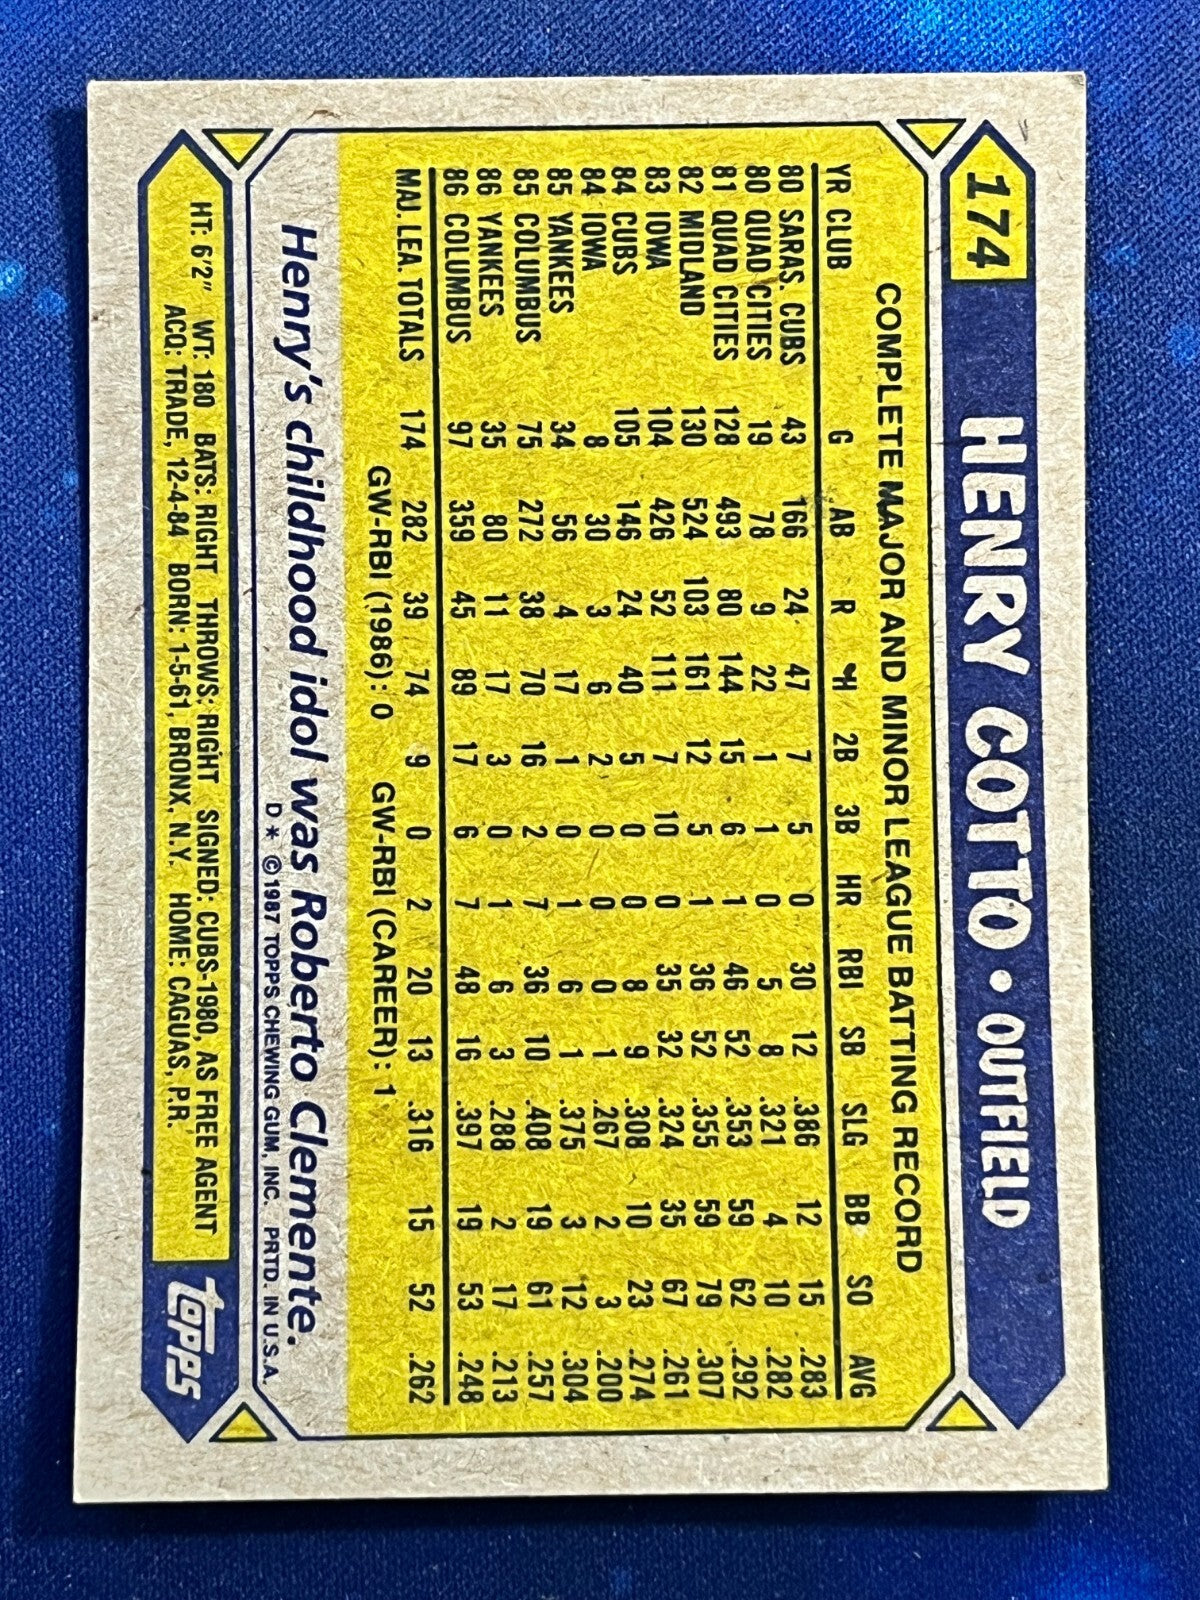 174 HENRY COTTO • OUTFIELD
COMPLETE MAJOR AND MINOR LEAGUE BATTING RECORD
YR CLUB G AB R H 2B 3B HR RBI SB SLG BB SO AVG
80 SARAS. CUBS 43 166 24 47 7 5 0 30 12 .386 12 15 .283
80 QUAD CITIES 19 78 9 22 1 1 0 5 8 .321 4 10 .282
81 QUAD CITIES 128 493 80 144 15 6 1 46 52 .353 59 62 .292
82 MIDLAND 130 524 103 161 12 5 1 36 52 .355 59 79 .307
83 IOWA 104 426 52 111 7 10 0 35 32 .324 35 67 .261
84 CUBS 105 146 24 40 5 0 0 8 9 .308 10 23 .274
84 IOWA 8 30 3 6 2 0 0 0 1 .267 2 3 .200
85 YANKEES 34 56 4 17 1 0 1 6 1 .375 3 12 .304
85 COLUMBUS 75 272 38 70 16 2 7 36 10 .408 19 61 .257
86 YANKEES 35 80 11 17 3 0 1 6 3 .288 2 17 .213
86 COLUMBUS 97 359 45 89 17 6 7 48 16 .397 19 53 .248
MAJ. LEA. TOTALS 174 282 39 74 9 0 2 20 13 .316 15 52 .262
GW-RBI (1986): 0 GW-RBI (CAREER): 1
Henry's childhood idol was Roberto Clemente.
D * ©1987 TOPPS CHEWING GUM, INC. PRTD. IN U.S.A.
HT: 6'2" WT: 180 BATS: RIGHT THROWS: RIGHT SIGNED: CUBS-1980, AS FREE AGENT
ACQ: TRADE, 12-4-84 BORN: 1-5-61, BRONX, N.Y. HOME: CAGUAS, P.R.
topps